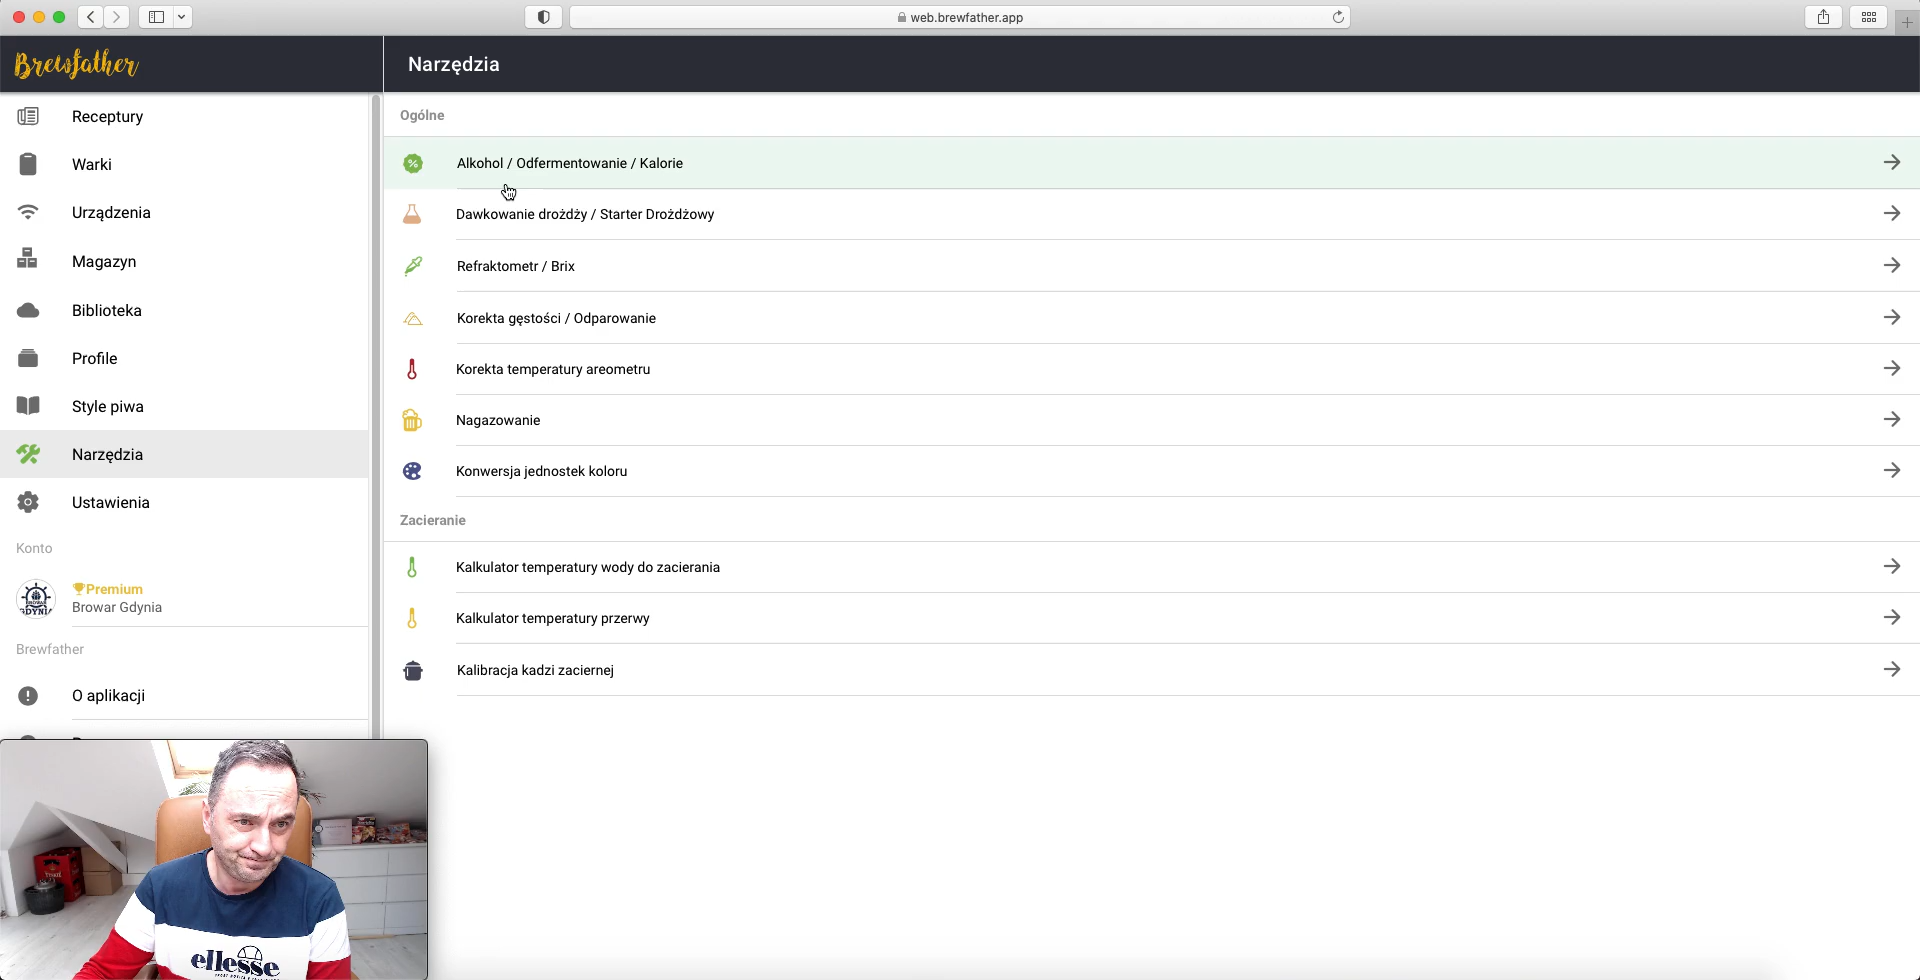 web.brewfather.app
Brewfather
Narzędzia
Receptury
Warki
Urządzenia
Magazyn
Biblioteka
Profile
Style piwa
Narzędzia
Ustawienia
Konto
Premium
Browar Gdynia
Brewfather
O aplikacji
Ogólne
%
Alkohol / Odfermentowanie / Kalorie
Dawkowanie drożdży / Starter Drożdżowy
Refraktometr / Brix
Korekta gęstości / Odparowanie
Korekta temperatury areometru
Nagazowanie
Konwersja jednostek koloru
Zacieranie
Kalkulator temperatury wody do zacierania
Kalkulator temperatury przerwy
Kalibracja kadzi zaciernej
ellesse